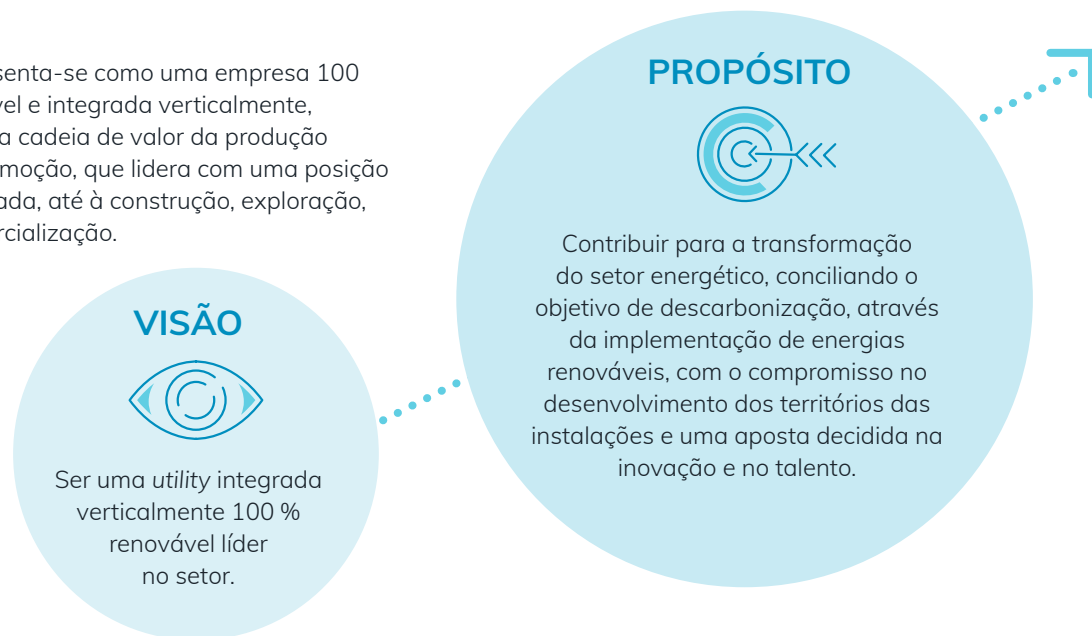 senta-se como uma empresa 100
vel e integrada verticalmente,
a cadeia de valor da produção
moção, que lidera com uma posição
ada, até à construção, exploração,
rcialização.
VISÃO
Ser uma utility integrada
verticalmente 100 %
renovável líder
no setor.
PROPÓSITO
Contribuir para a transformação
do setor energético, conciliando o
objetivo de descarbonização, através
da implementação de energias
renováveis, com o compromisso no
desenvolvimento dos territórios das
instalações e uma aposta decidida na
inovação e no talento.